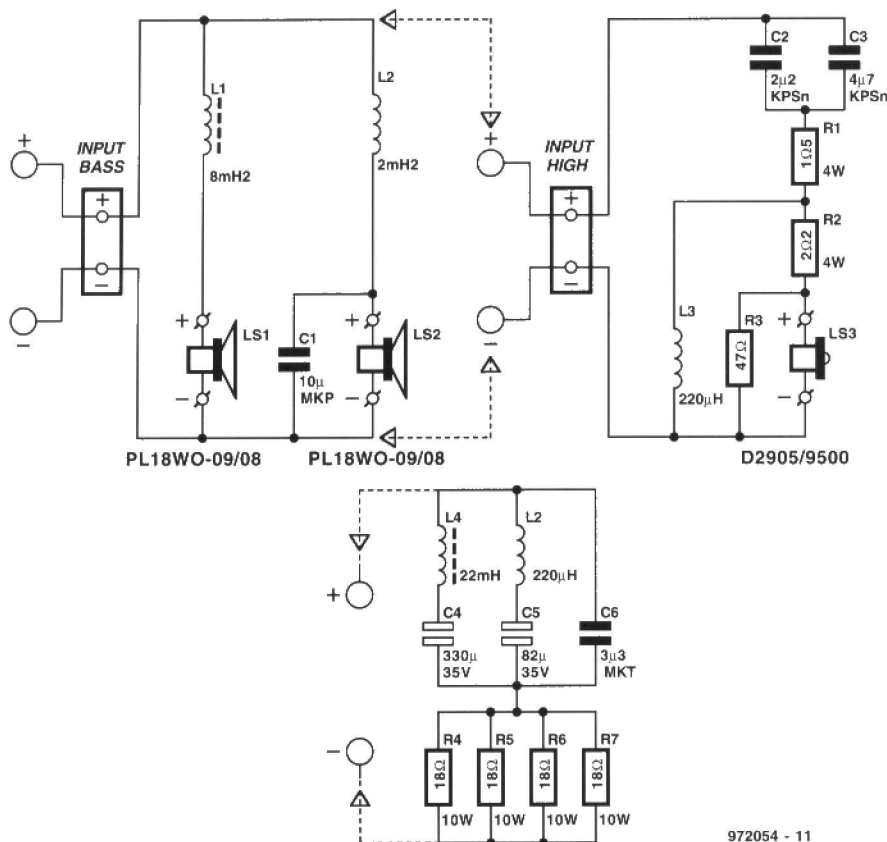 INPUT
BASS
+
−
+
−
L1
8mH2
L2
2mH2
+
LS1
−
C1
10µ
MKP
+
LS2
−
PL18WO-09/08
PL18WO-09/08
INPUT
HIGH
+
−
+
−
C2
2µ2
KPSn
C3
4µ7
KPSn
R1
1Ω5
4W
R2
2Ω2
4W
L3
220µH
R3
47Ω
+
LS3
−
D2905/9500
+
−
L4
22mH
L2
220µH
C4
330µ
35V
C5
82µ
35V
C6
3µ3
MKT
R4
18Ω
10W
R5
18Ω
10W
R6
18Ω
10W
R7
18Ω
10W
972054 - 11